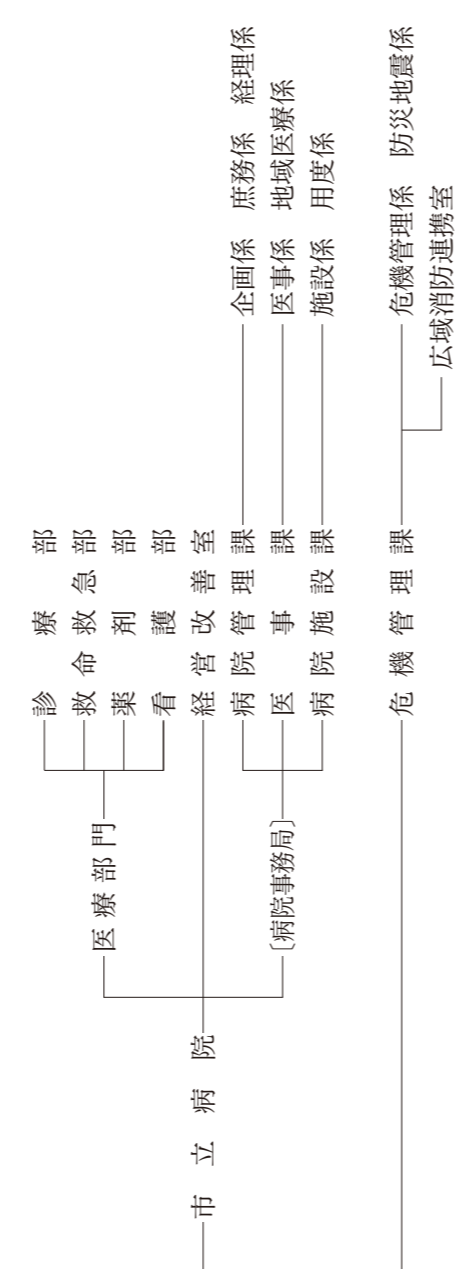 市立病院
医療部門
診療部
救命救急部
薬剤部
看護部
経営改善室
〔病院事務局〕
病院管理課
企画係　庶務係　経理係
医事課
医事係　地域医療係
病院施設課
施設係　用度係
危機管理課
危機管理係　防災地震係
広域消防連携室